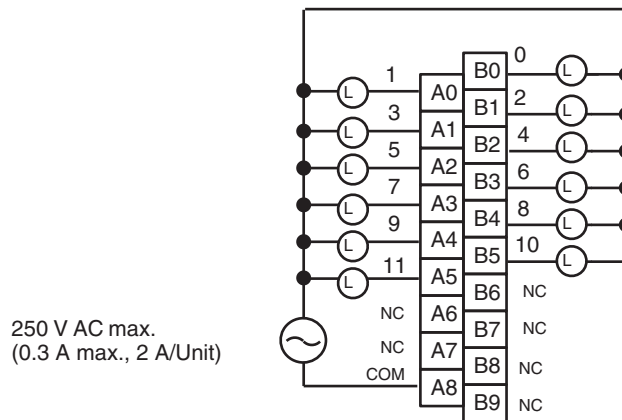 0
B0 L
1
L A0
B1 2 L
3
L A1
B2 4 L
5
L A2
B3 6 L
7
L A3
B4 8 L
9
L A4
B5 10 L
11
L A5
B6 NC
NC A6
B7 NC
250 V AC max.
(0.3 A max., 2 A/Unit)
NC A7
B8 NC
COM A8
B9 NC